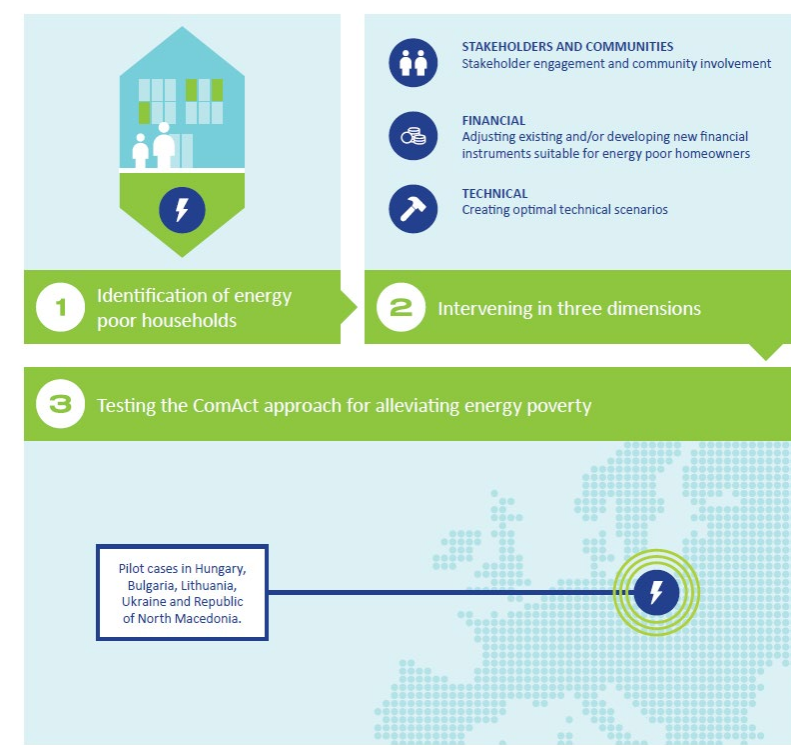 STAKEHOLDERS AND COMMUNITIES
Stakeholder engagement and community involvement
FINANCIAL
Adjusting existing and/or developing new financial
instruments suitable for energy poor homeowners
TECHNICAL
Creating optimal technical scenarios
1
Identification of energy
poor households
2
Intervening in three dimensions
3
Testing the ComAct approach for alleviating energy poverty
Pilot cases in Hungary,
Bulgaria, Lithuania,
Ukraine and Republic
of North Macedonia.